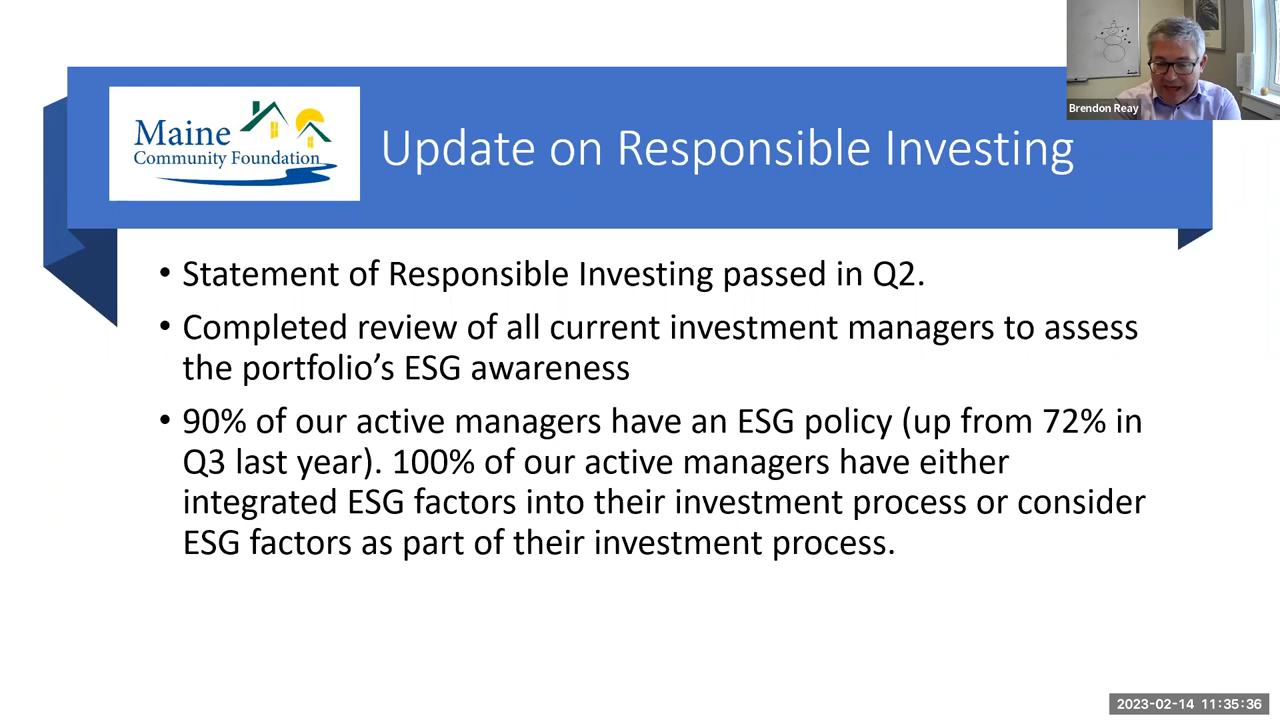 Brendon Reay
Maine
Community Foundation
Update on Responsible Investing
• Statement of Responsible Investing passed in Q2.
• Completed review of all current investment managers to assess
the portfolio’s ESG awareness
• 90% of our active managers have an ESG policy (up from 72% in
Q3 last year). 100% of our active managers have either
integrated ESG factors into their investment process or consider
ESG factors as part of their investment process.
2023-02-14 11:35:36